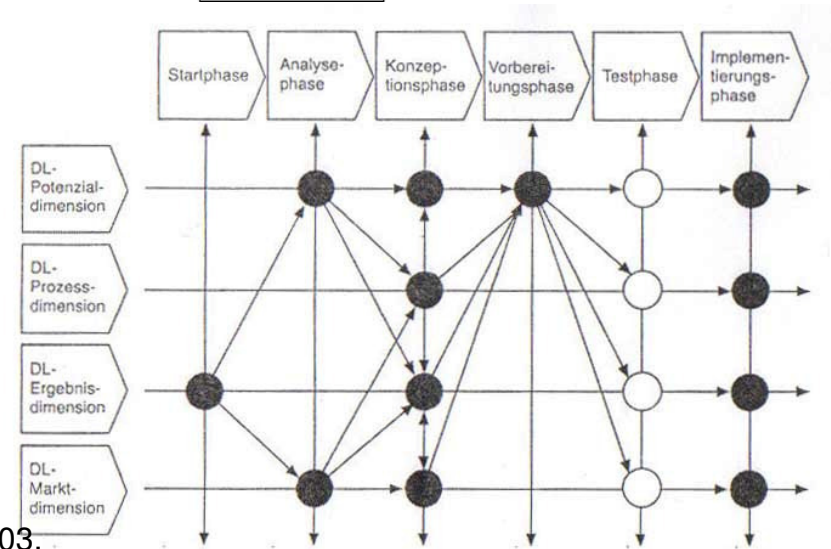 Startphase
Analyse-
phase
Konzep-
tionsphase
Vorberei-
tungsphase
Testphase
Implemen-
tierungs-
phase
DL-
Potenzial-
dimension
DL-
Prozess-
dimension
DL-
Ergebnis-
dimension
DL-
Markt-
dimension
03.